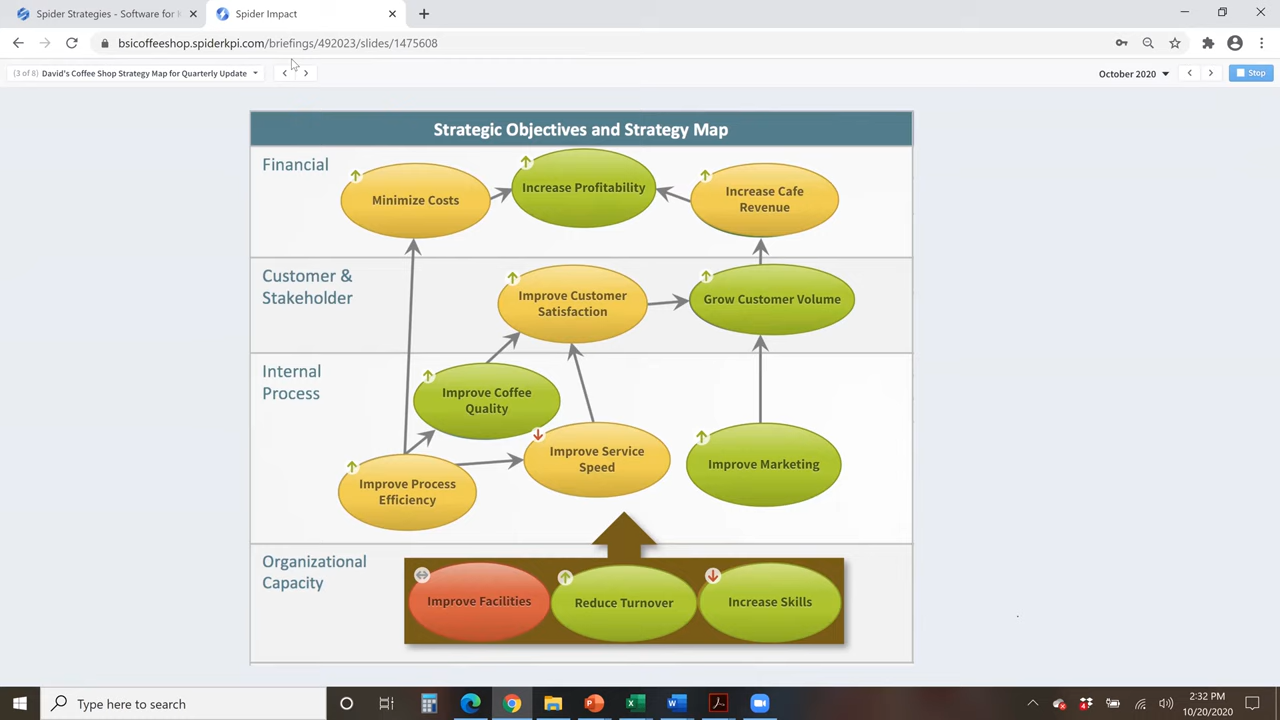 Spider Strategies - Software for
Spider Impact
bsicoffeeshop.spiderkpi.com/briefings/492023/slides/1475608
(3 of 8) David's Coffee Shop Strategy Map for Quarterly Update
October 2020
Stop
Strategic Objectives and Strategy Map
Financial
Minimize Costs
Increase Profitability
Increase Cafe
Revenue
Customer &
Stakeholder
Improve Customer
Satisfaction
Grow Customer Volume
Internal
Process
Improve Coffee
Quality
Improve Service
Speed
Improve Marketing
Improve Process
Efficiency
Organizational
Capacity
Improve Facilities
Reduce Turnover
Increase Skills
Type here to search
2:32 PM
10/20/2020